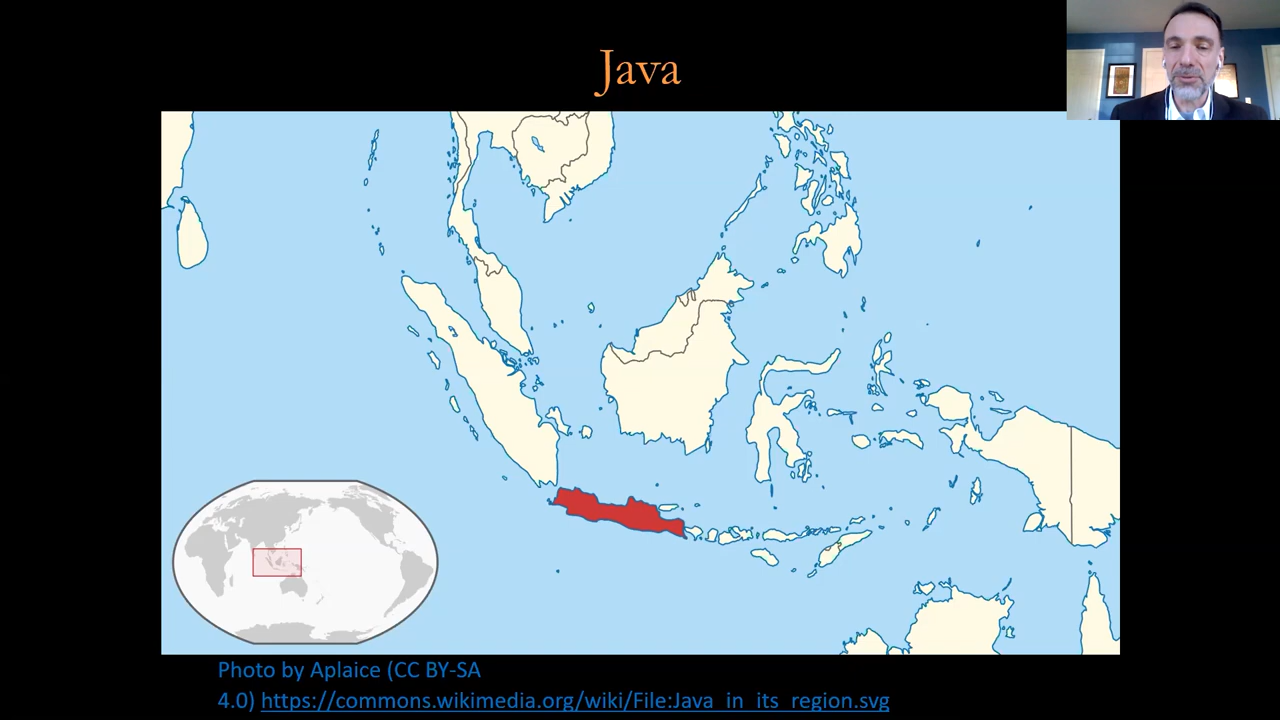 Java
Photo by Aplaice (CC BY-SA
4.0) https://commons.wikimedia.org/wiki/File:Java_in_its_region.svg